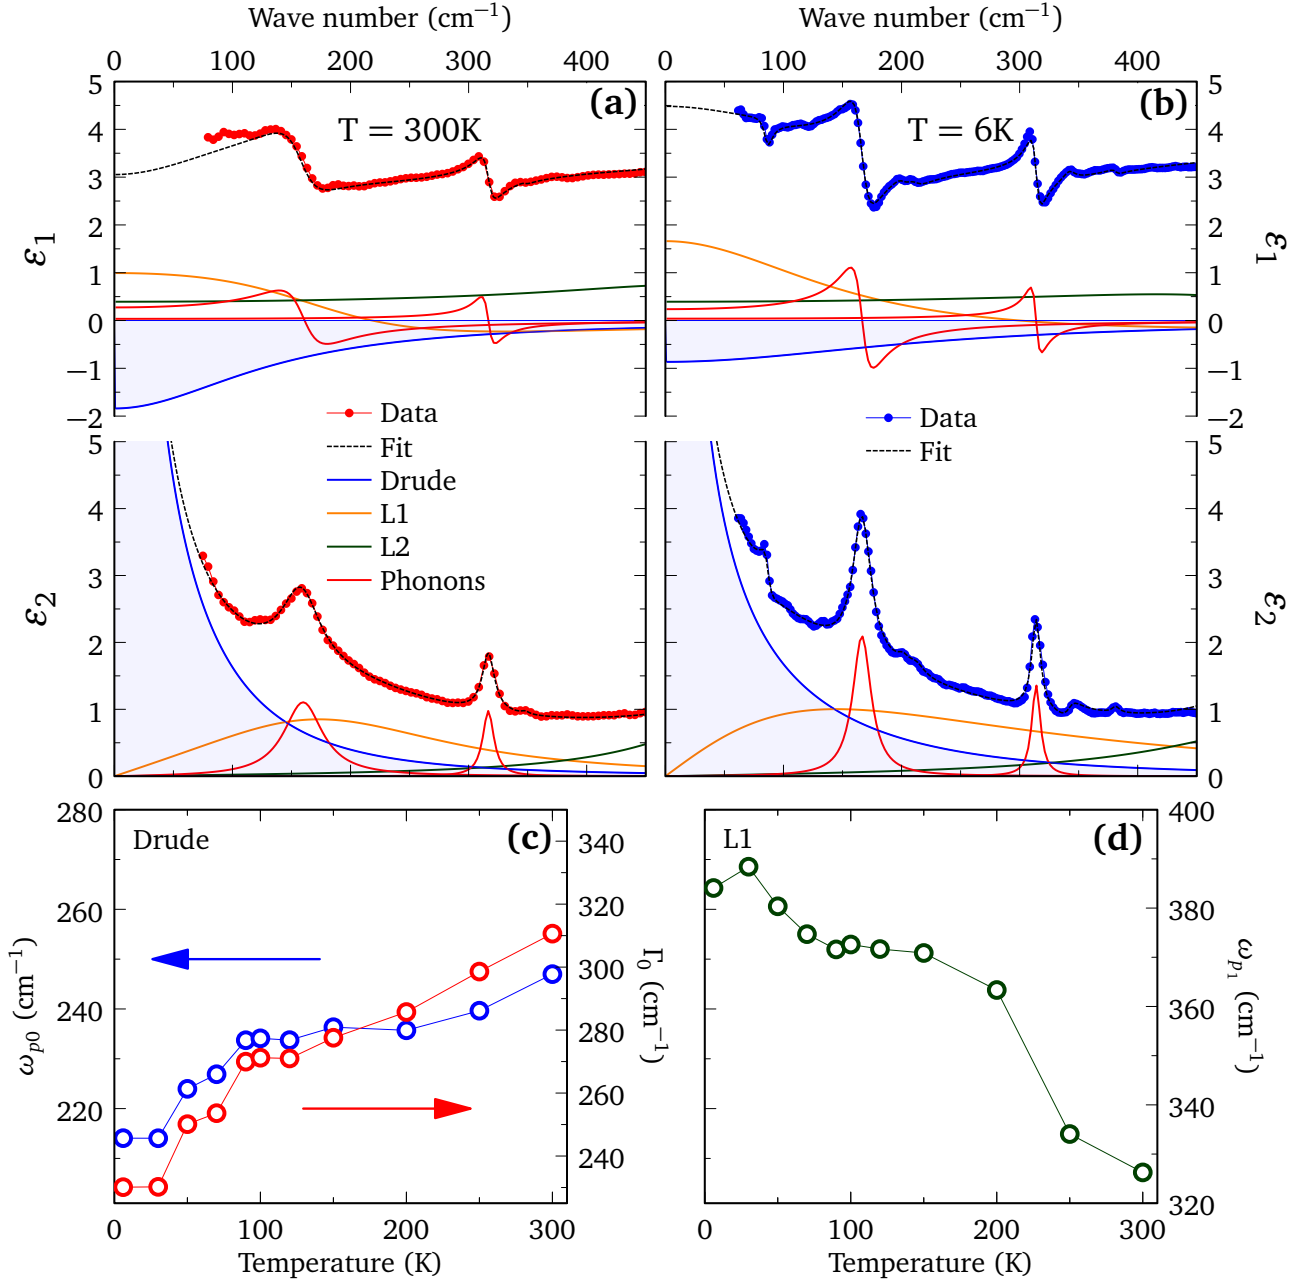 Wave number (cm⁻¹) Wave number (cm⁻¹)
0 100 200 300 400 0 100 200 300 400
(a) T = 300K
(b) T = 6K
5 4 3 2 1 0 −1 −2
ε₁
5 4 3 2 1 0 −1 −2
ε₁
Data
Fit
Drude
L1
L2
Phonons
Data
Fit
5 4 3 2 1 0
ε₂
5 4 3 2 1 0
ε₂
Drude (c)
280 260 240 220
ωp0 (cm⁻¹)
340 320 300 280 260 240
Γ0 (cm⁻¹)
0 100 200 300
Temperature (K)
L1 (d)
400 380 360 340 320
ωp1 (cm⁻¹)
0 100 200 300
Temperature (K)